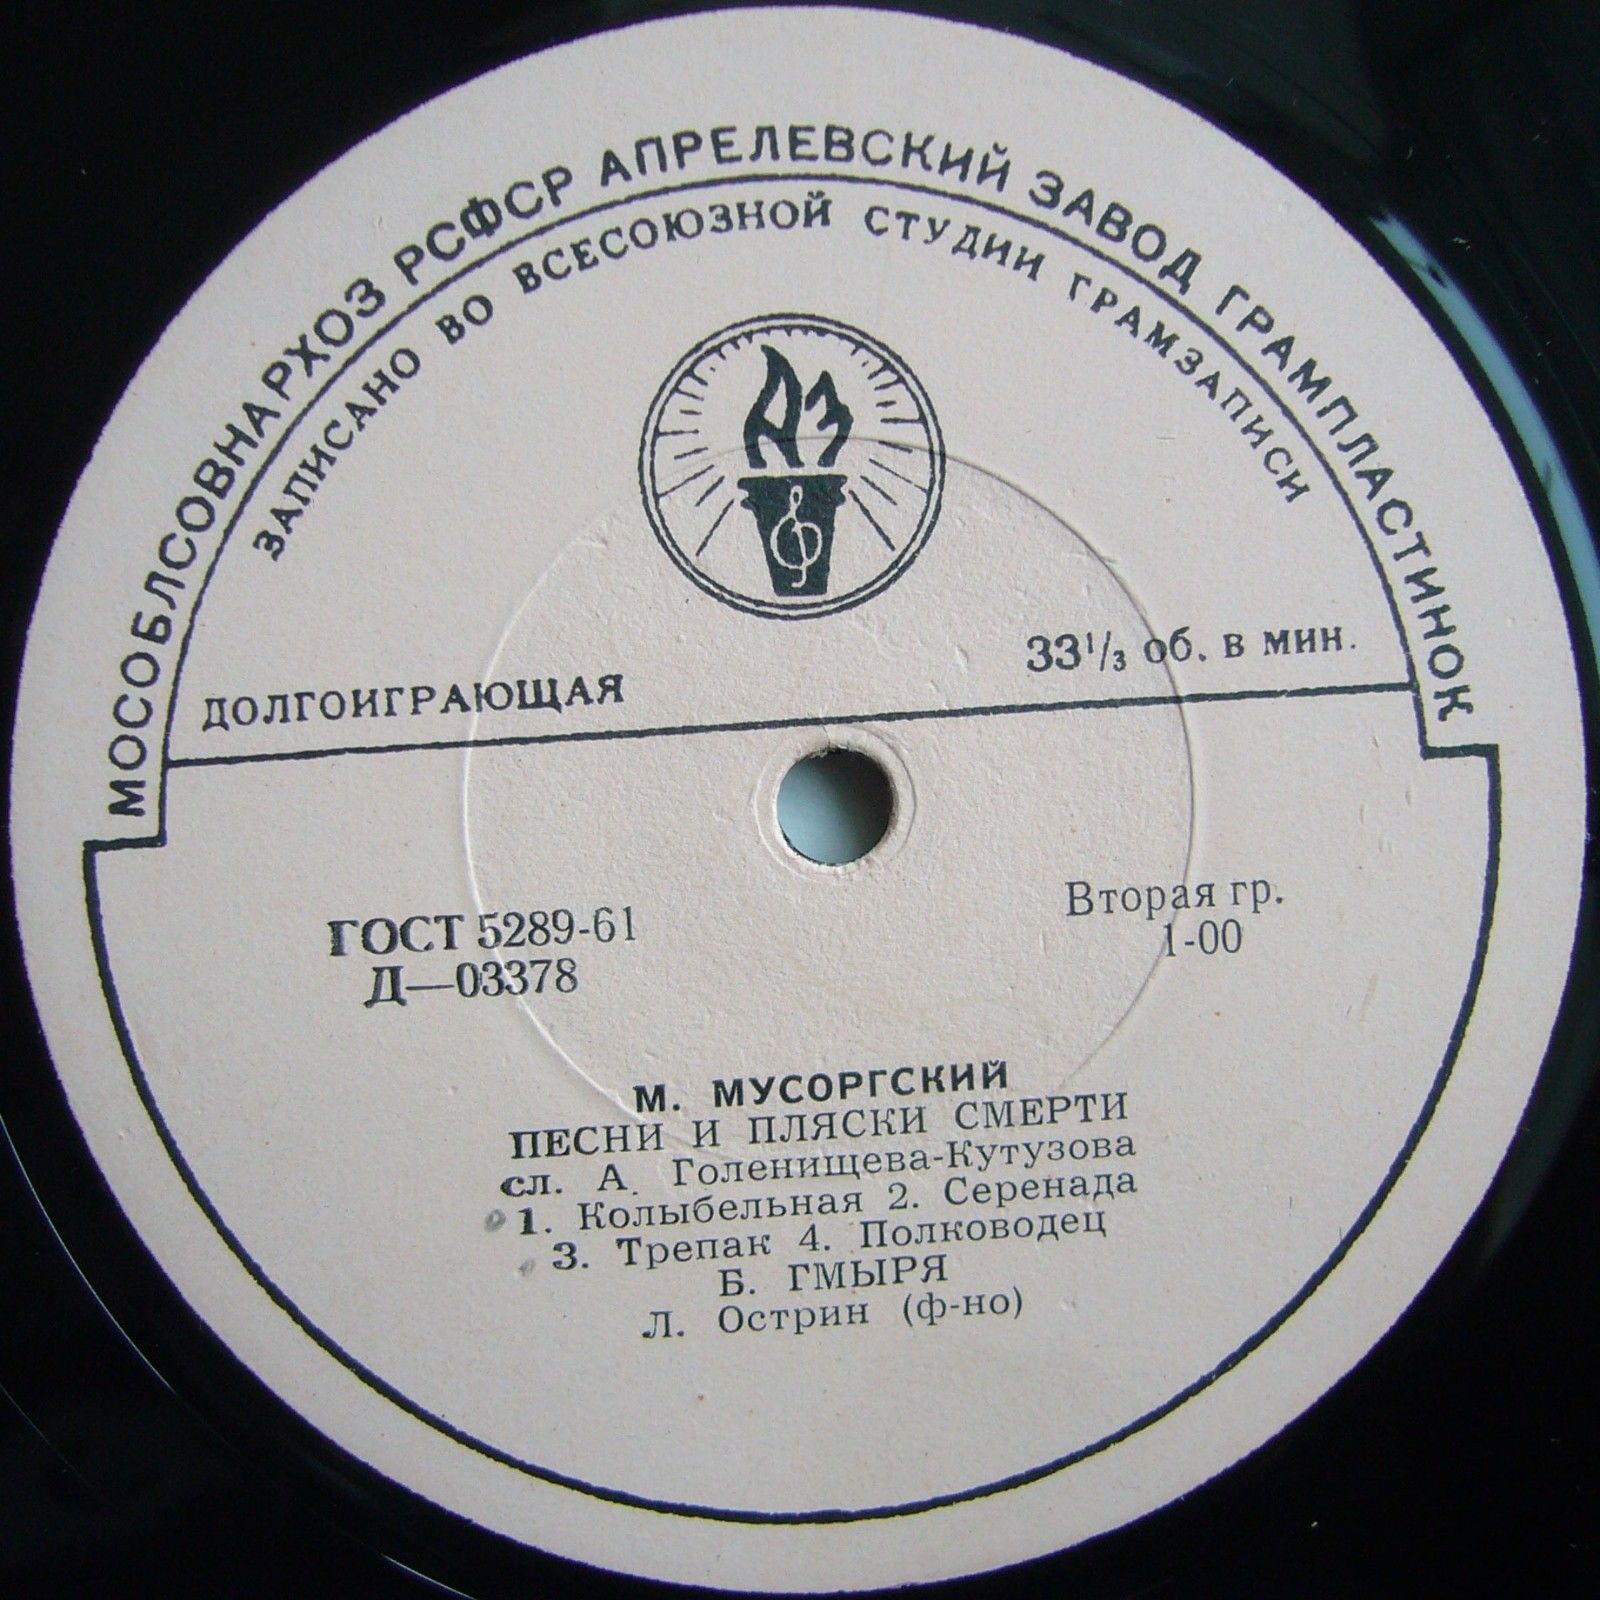 МОСОБЛСОВНАРХОЗ РСФСР АПРЕЛЕВСКИЙ ЗАВОД ГРАМПЛАСТИНОК
ЗАПИСАНО ВО ВСЕСОЮЗНОЙ СТУДИИ ГРАМЗАПИСИ
АЗ
ДОЛГОИГРАЮЩАЯ
33 1/3 об. в мин.
ГОСТ 5289-61
Д—03378
Вторая гр.
1-00
М. МУСОРГСКИЙ
ПЕСНИ И ПЛЯСКИ СМЕРТИ
сл. А. Голенищева-Кутузова
1. Колыбельная 2. Серенада
3. Трепак 4. Полководец
Б. ГМЫРЯ
Л. Острин (ф-но)